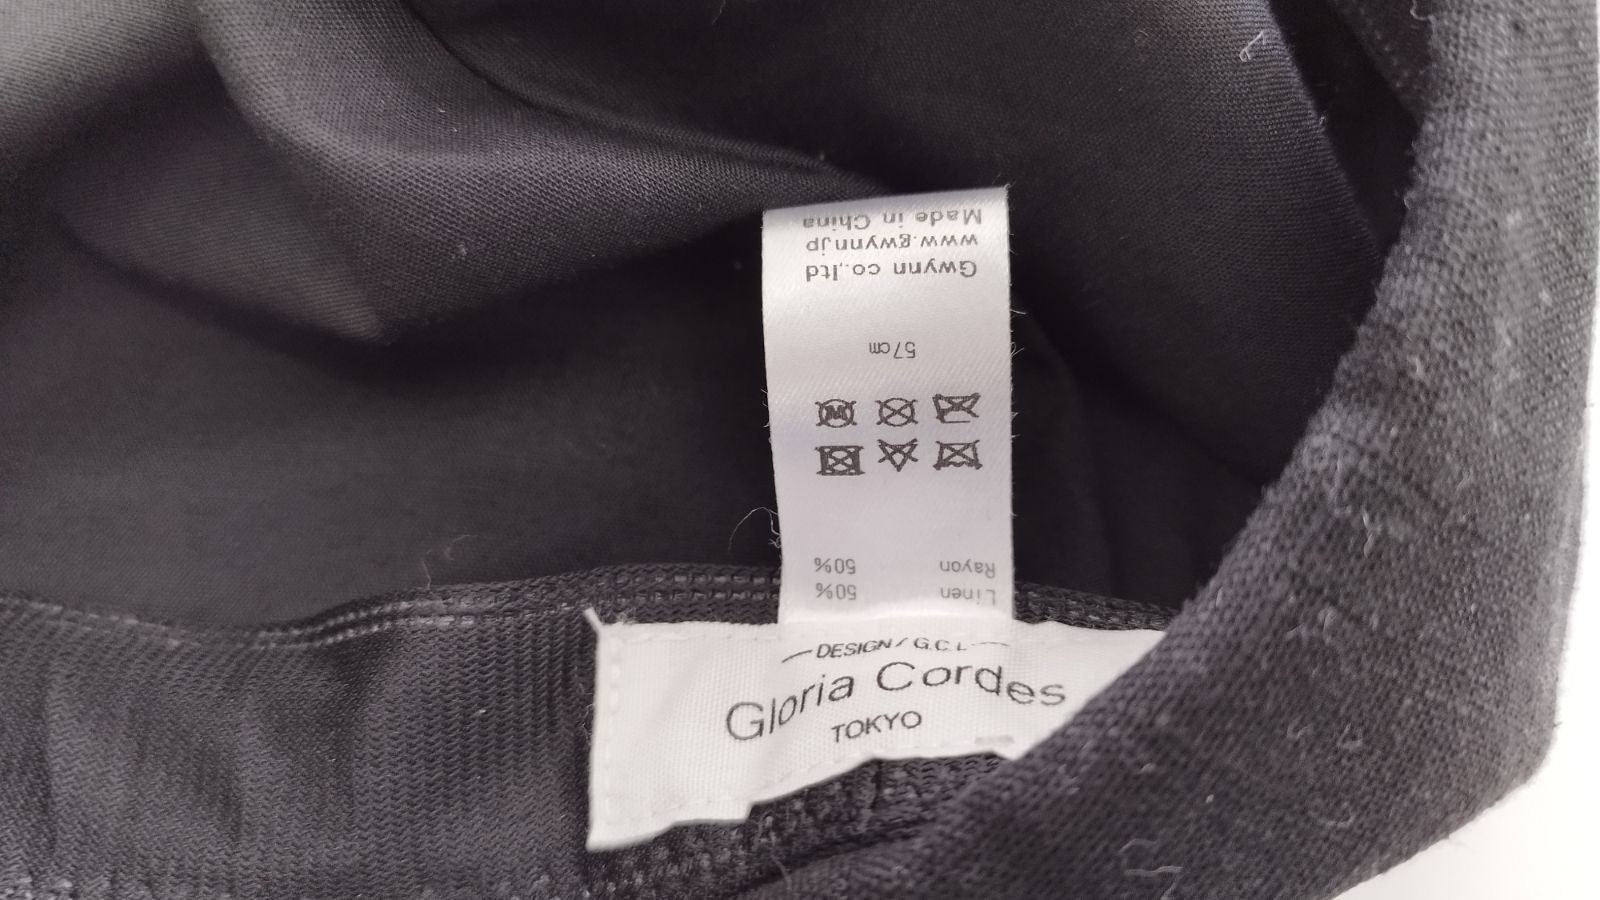 Linen 50%
Rayon 50%
57cm
Gwynn co.,ltd
www.gwynn.jp
Made in China
DESIGN / G.C.L
Gloria Cordes
TOKYO